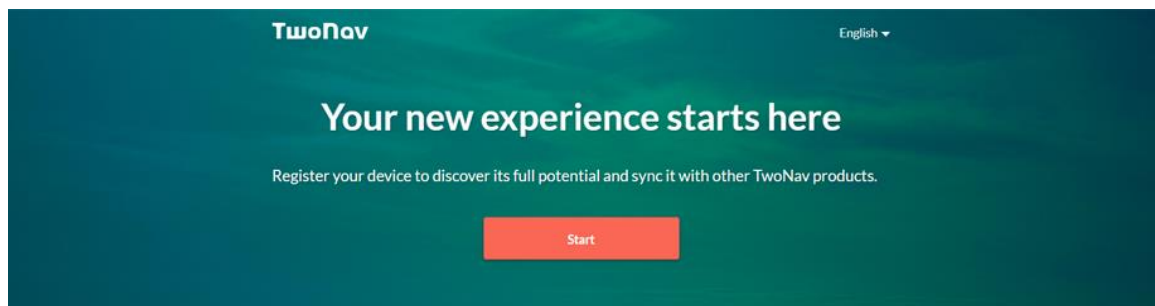 TwoNav
English
Your new experience starts here
Register your device to discover its full potential and sync it with other TwoNav products.
Start